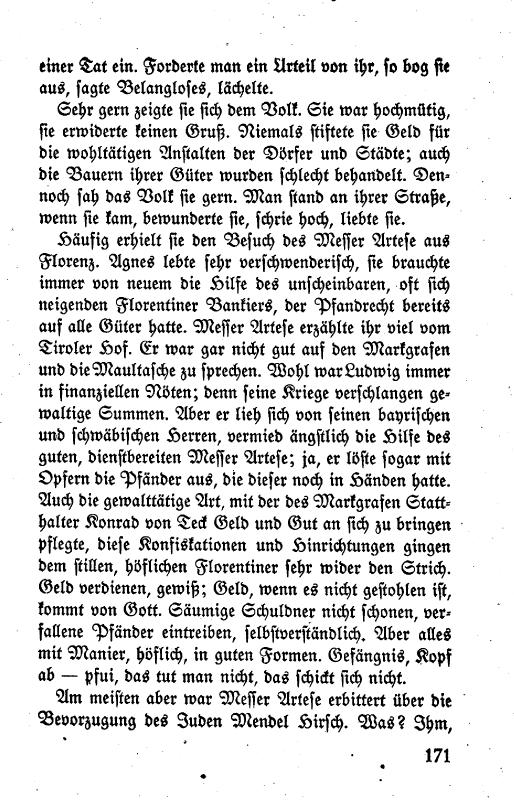 einer Tat ein. Forderte man ein Urteil von ihr, so bog sie
aus, sagte Belangloses, lächelte.
Sehr gern zeigte sie sich dem Volk. Sie war hochmütig,
sie erwiderte keinen Gruß. Niemals stiftete sie Geld für
die wohltätigen Anstalten der Dörfer und Städte; auch
die Bauern ihrer Güter wurden schlecht behandelt. Den-
noch sah das Volk sie gern. Man stand an ihrer Straße,
wenn sie kam, bewunderte sie, schrie hoch, liebte sie.
Häufig erhielt sie den Besuch des Messer Artese aus
Florenz. Agnes lebte sehr verschwenderisch, sie brauchte
immer von neuem die Hilfe des unscheinbaren, oft sich
neigenden Florentiner Bankiers, der Pfandrecht bereits
auf alle Güter hatte. Messer Artese erzählte ihr viel vom
Tiroler Hof. Er war gar nicht gut auf den Markgrafen
und die Maultasche zu sprechen. Wohl war Ludwig immer
in finanziellen Nöten; denn seine Kriege verschlangen ge-
waltige Summen. Aber er lieh sich von seinen bayrischen
und schwäbischen Herren, vermied ängstlich die Hilfe des
guten, dienstbereiten Messer Artese; ja, er löste sogar mit
Opfern die Pfänder aus, die dieser noch in Händen hatte.
Auch die gewalttätige Art, mit der des Markgrafen Statt-
halter Konrad von Teck Geld und Gut an sich zu bringen
pflegte, diese Konfiskationen und Hinrichtungen gingen
dem stillen, höflichen Florentiner sehr wider den Strich.
Geld verdienen, gewiß; Geld, wenn es nicht gestohlen ist,
kommt von Gott. Säumige Schuldner nicht schonen, ver-
fallene Pfänder eintreiben, selbstverständlich. Aber alles
mit Manier, höflich, in guten Formen. Gefängnis, Kopf
ab — pfui, das tut man nicht, das schickt sich nicht.
Am meisten aber war Messer Artese erbittert über die
Bevorzugung des Juden Mendel Hirsch. Was? Ihm,
171